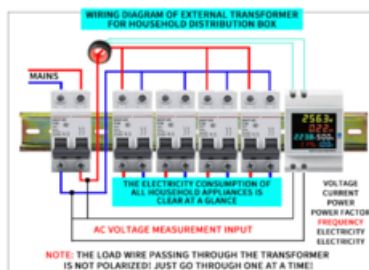 WIRING DIAGRAM OF EXTERNAL TRANSFORMER
FOR HOUSEHOLD DISTRIBUTION BOX
MAINS
THE ELECTRICITY CONSUMPTION OF
ALL HOUSEHOLD APPLIANCES IS
CLEAR AT A GLANCE
AC VOLTAGE MEASUREMENT INPUT
VOLTAGE
CURRENT
POWER
POWER FACTOR
FREQUENCY
ELECTRICITY
ELECTRICITY
NOTE: THE LOAD WIRE PASSING THROUGH THE TRANSFORMER
IS NOT POLARIZED! JUST GO THROUGH ONE AT A TIME!